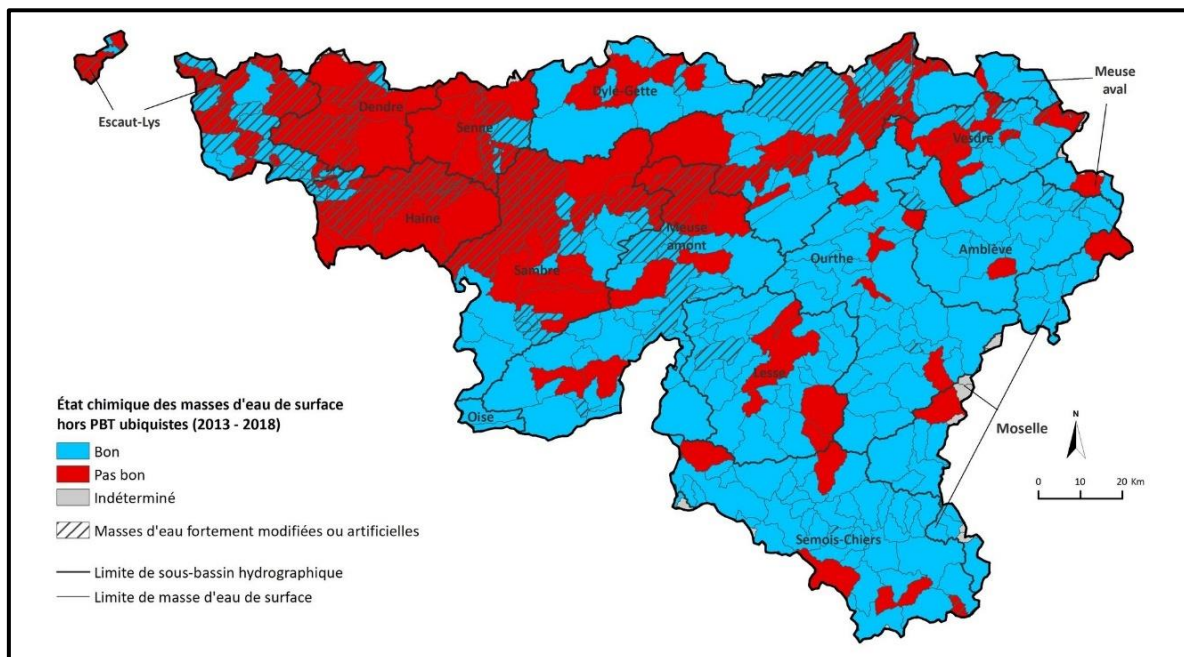 Escaut-Lys
Dendre
Senne
Dyle-Gette
Meuse
aval
Vesdre
Haine
Meuse
amont
Sambre
Ourthe
Amblève
Lesse
Oise
Moselle
Semois-Chiers
État chimique des masses d'eau de surface
hors PBT ubiquistes (2013 - 2018)
Bon
Pas bon
Indéterminé
Masses d'eau fortement modifiées ou artificielles
Limite de sous-bassin hydrographique
Limite de masse d'eau de surface
N
0 10 20 Km